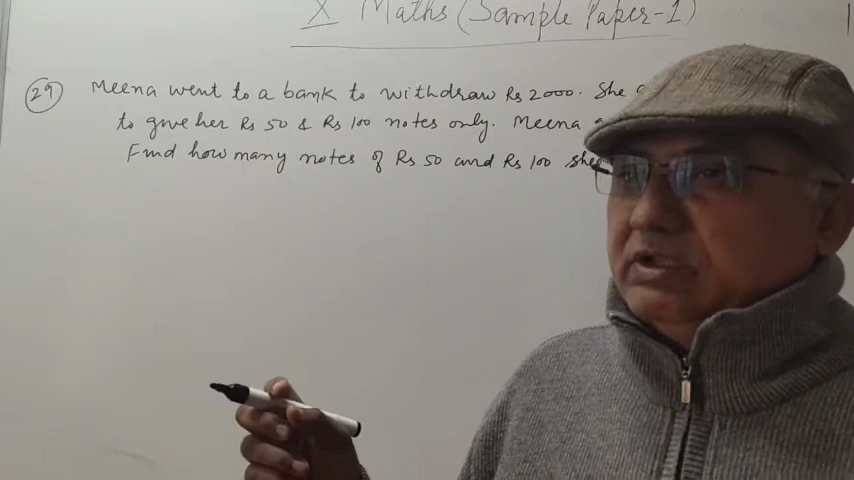 X Maths (Sample Paper-1)
29 Meena went to a bank to withdraw Rs 2000. She
to give her Rs 50 & Rs 100 notes only. Meena
Find how many notes of Rs 50 and Rs 100 she